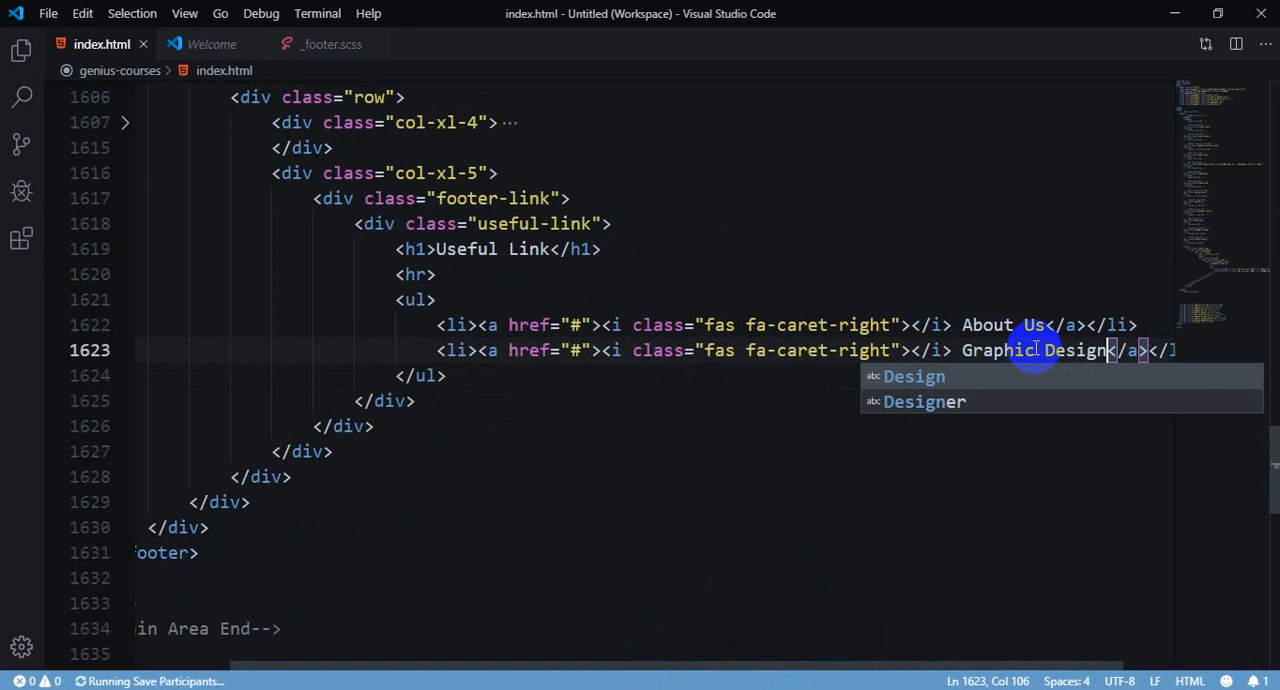 File Edit Selection View Go Debug Terminal Help index.html - Untitled (Workspace) - Visual Studio Code
index.html Welcome _footer.scss
genius-courses > index.html
1606 <div class="row">
1607 <div class="col-xl-4">···
1615 </div>
1616 <div class="col-xl-5">
1617 <div class="footer-link">
1618 <div class="useful-link">
1619 <h1>Useful Link</h1>
1620 <hr>
1621 <ul>
1622 <li><a href="#"><i class="fas fa-caret-right"></i> About Us</a></li>
1623 <li><a href="#"><i class="fas fa-caret-right"></i> Graphic Design</a></l
abc Design
abc Designer
1624 </ul>
1625 </div>
1626 </div>
1627 </div>
1628 </div>
1629 </div>
1630 </div>
1631 footer>
1632
1633
1634 in Area End-->
1635
0 0 Running Save Participants... Ln 1623, Col 106 Spaces: 4 UTF-8 LF HTML 1